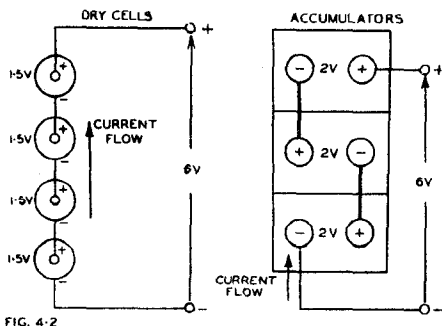 DRY CELLS
+
1·5V
+
−
1·5V
+
−
CURRENT
FLOW
6V
1·5V
+
−
1·5V
+
−
−
ACCUMULATORS
− 2V +
+
+ 2V −
6V
− 2V +
CURRENT
FLOW
−
FIG. 4·2